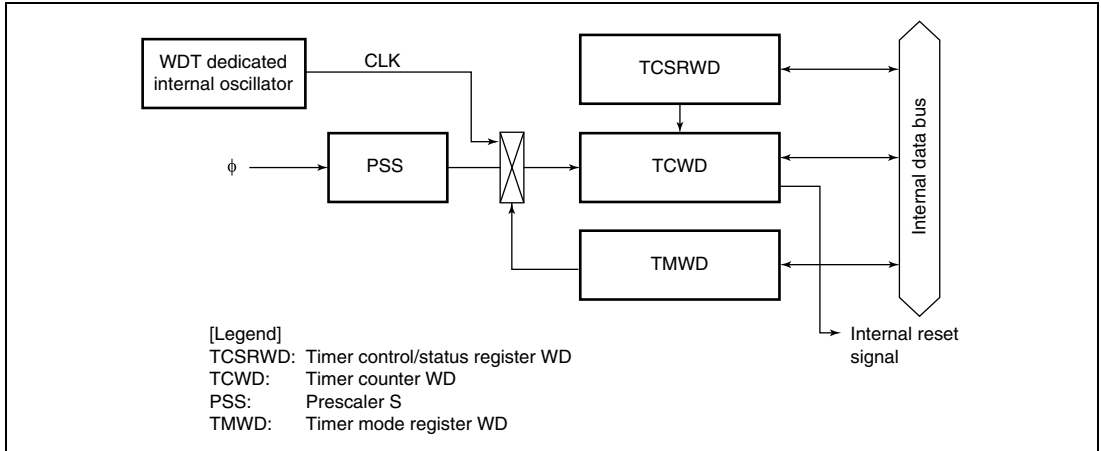 WDT dedicated
internal oscillator
CLK
TCSRWD
φ
PSS
TCWD
TMWD
Internal data bus
Internal reset
signal
[Legend]
TCSRWD: Timer control/status register WD
TCWD: Timer counter WD
PSS: Prescaler S
TMWD: Timer mode register WD